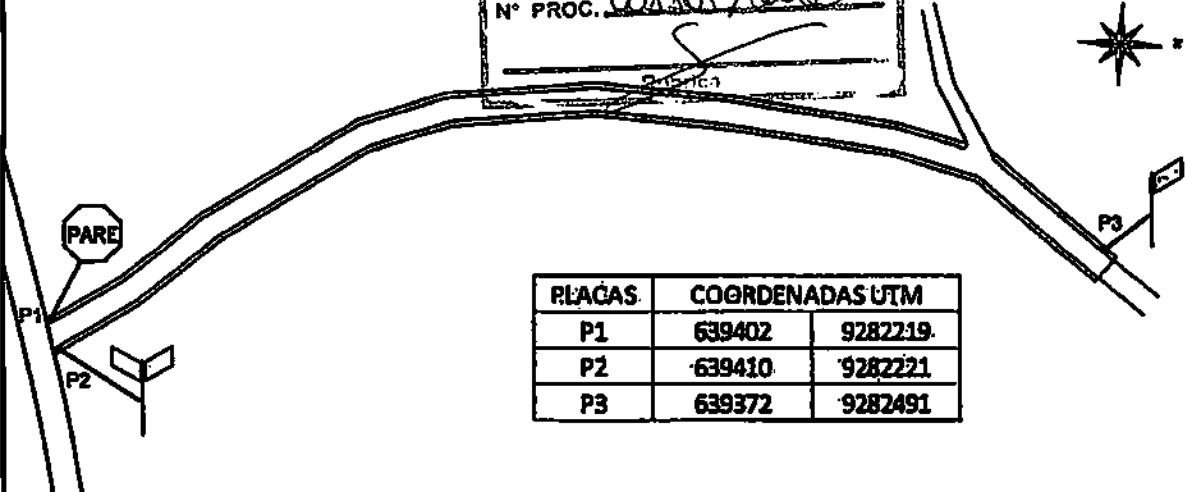 N° PROC.
PARE
P1
P2
P3
PLACAS COORDENADAS UTM
P1 639402 9282219
P2 639410 9282221
P3 639372 9282491